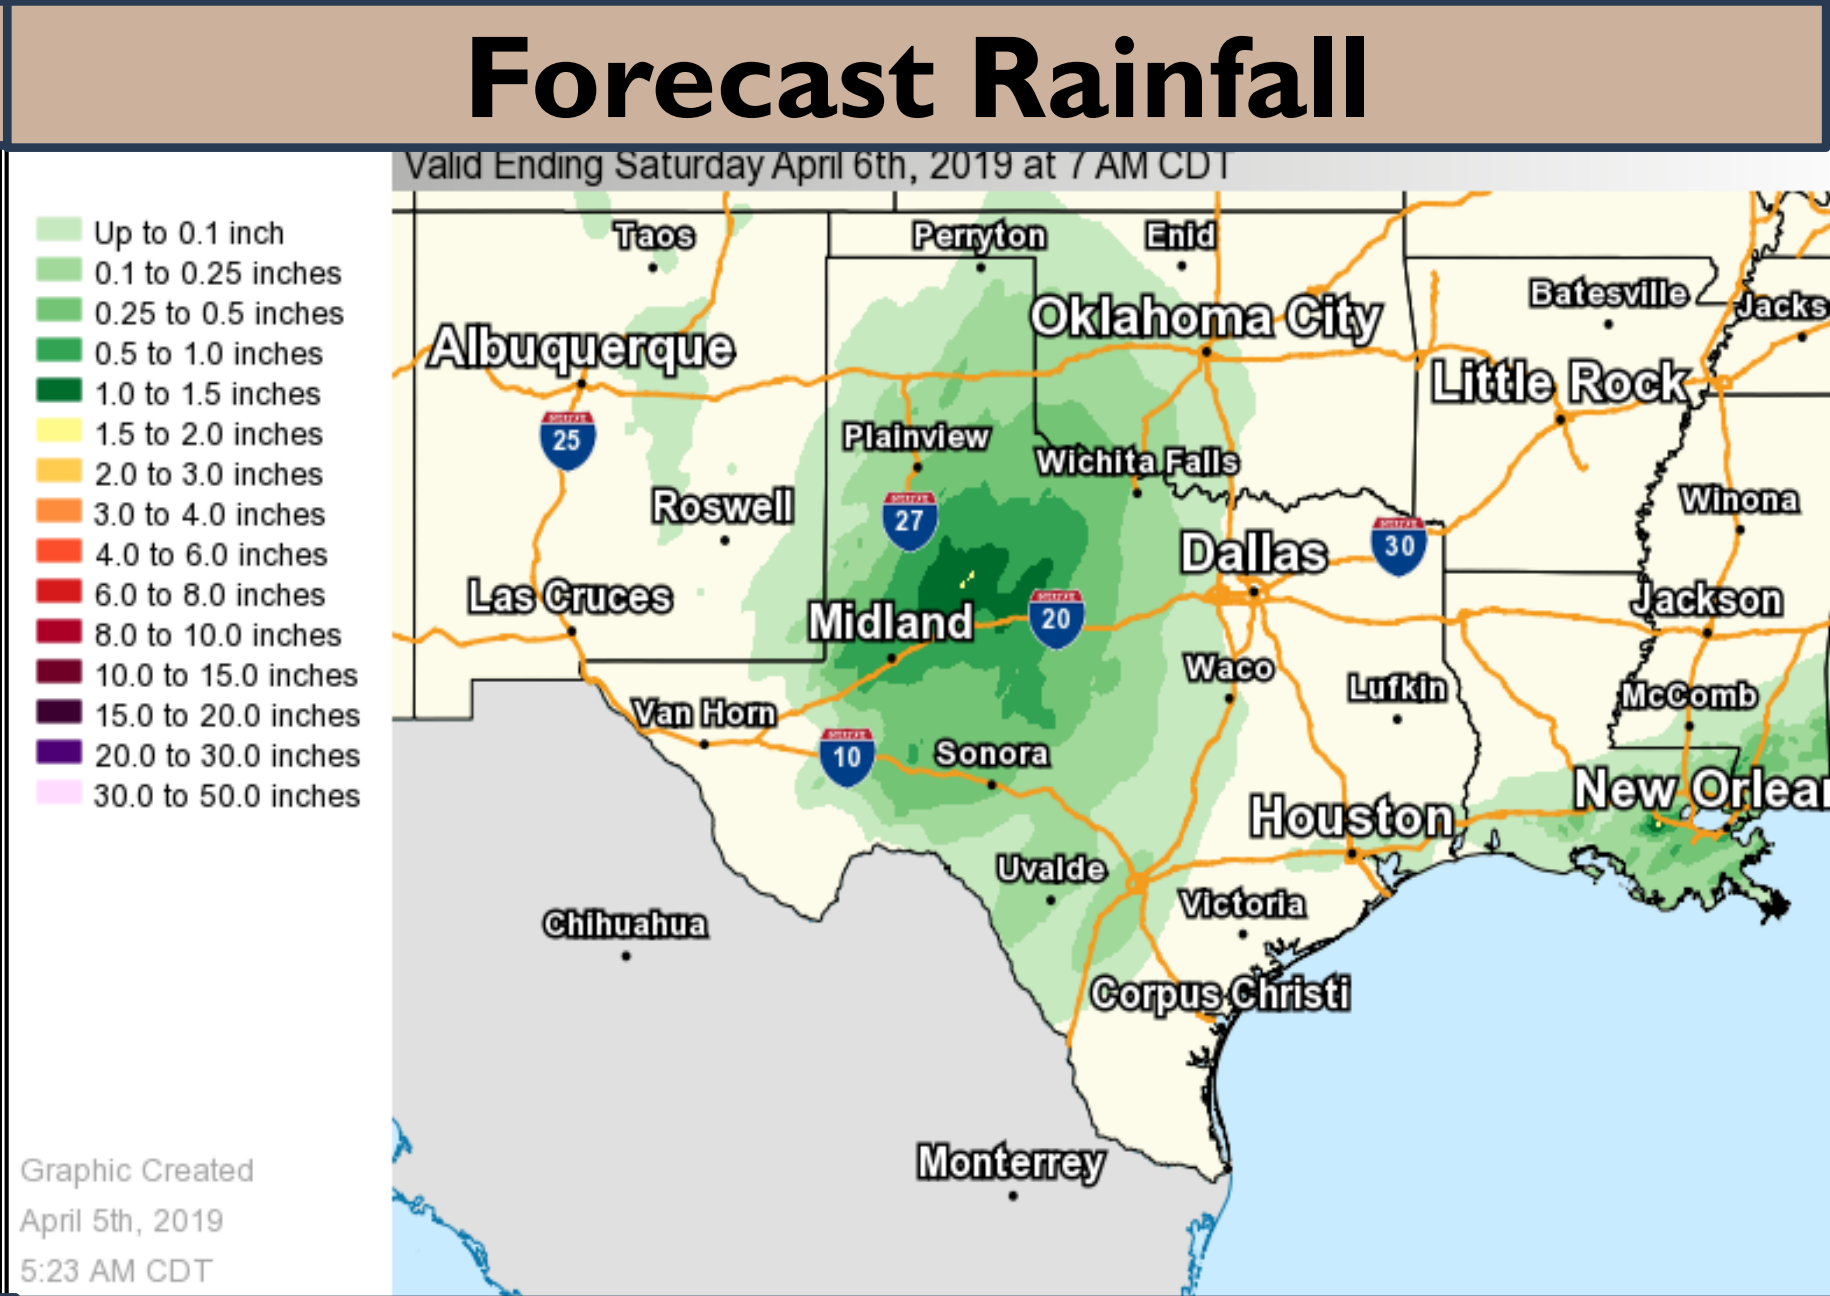 Forecast Rainfall
Valid Ending Saturday April 6th, 2019 at 7 AM CDT
Up to 0.1 inch
0.1 to 0.25 inches
0.25 to 0.5 inches
0.5 to 1.0 inches
1.0 to 1.5 inches
1.5 to 2.0 inches
2.0 to 3.0 inches
3.0 to 4.0 inches
4.0 to 6.0 inches
6.0 to 8.0 inches
8.0 to 10.0 inches
10.0 to 15.0 inches
15.0 to 20.0 inches
20.0 to 30.0 inches
30.0 to 50.0 inches
Taos
Perryton
Enid
Batesville
Jacks
Oklahoma City
Albuquerque
Little Rock
25
Plainview
Wichita Falls
Roswell
27
Winona
Dallas
30
Las Cruces
Midland
20
Jackson
Waco
Lufkin
McComb
Van Horn
10
Sonora
New Orlear
Houston
Uvalde
Victoria
Chihuahua
Corpus Christi
Monterrey
Graphic Created
April 5th, 2019
5:23 AM CDT